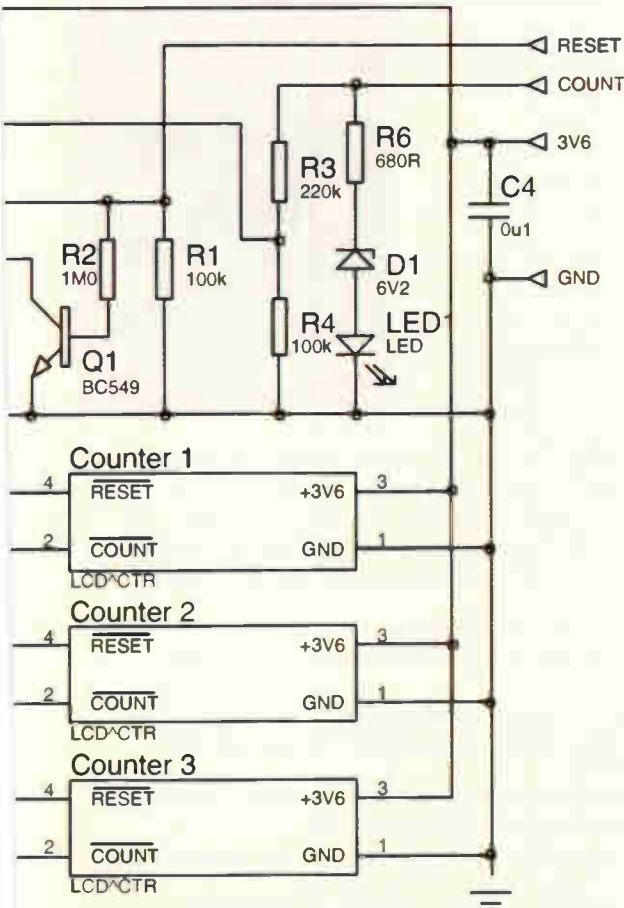 RESET
COUNT
3V6
R6
680R
R3
220k
C4
0u1
R2
1M0
R1
100k
D1
6V2
GND
R4
100k
LED1
LED
Q1
BC549
Counter 1
4 RESET +3V6 3
2 COUNT GND 1
LCD^CTR
Counter 2
4 RESET +3V6 3
2 COUNT GND 1
LCD^CTR
Counter 3
4 RESET +3V6 3
2 COUNT GND 1
LCD^CTR